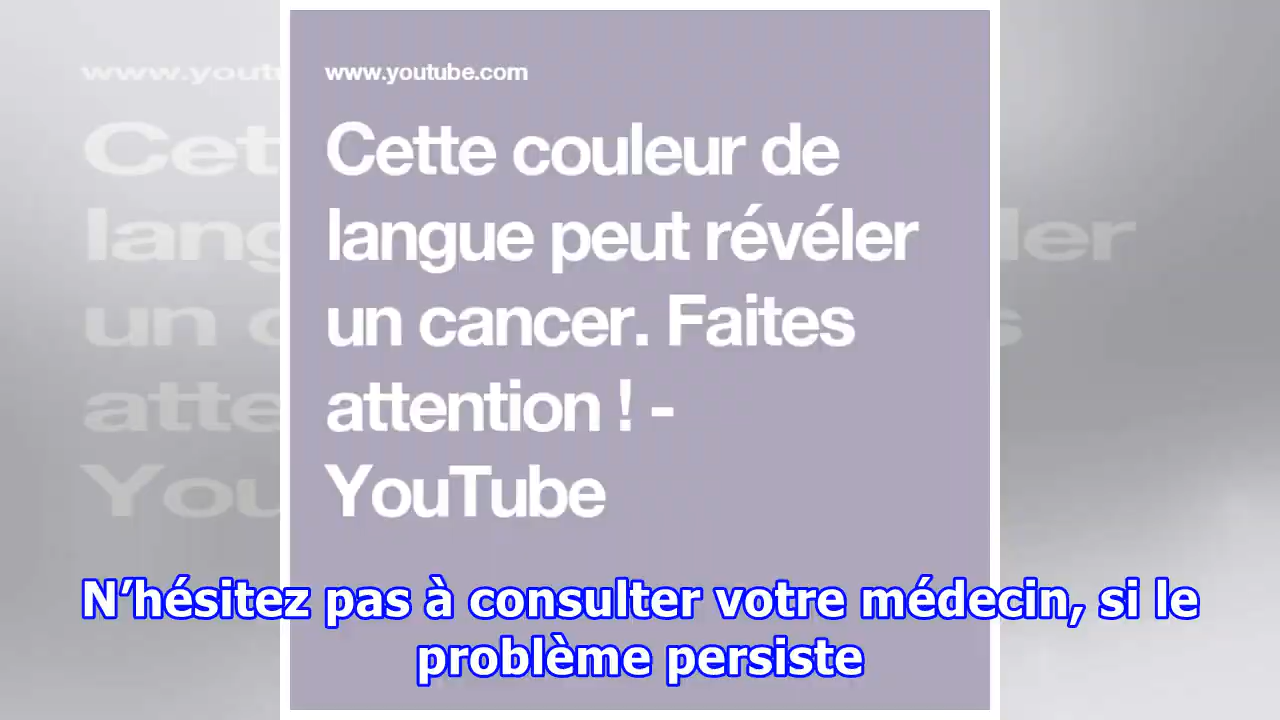 www.youtube.com
Cette couleur de
langue peut révéler
un cancer. Faites
attention ! -
YouTube
N’hésitez pas à consulter votre médecin, si le
problème persiste